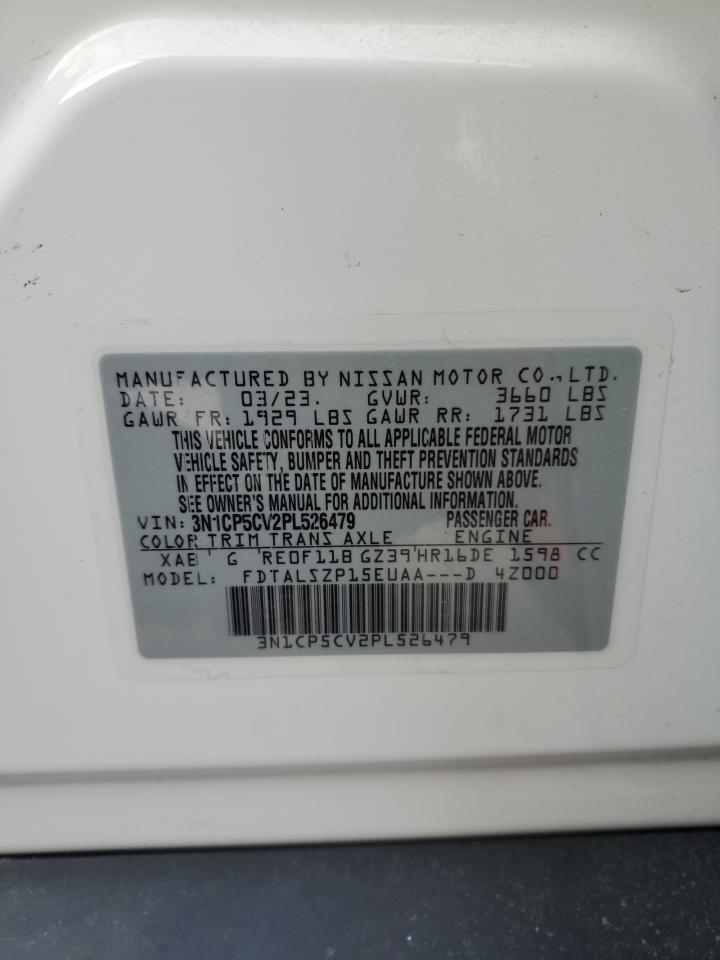 MANUFACTURED BY NISSAN MOTOR CO., LTD.
DATE: 03/23. GVWR: 3660 LBS
GAWR FR: 1929 LBS GAWR RR: 1731 LBS
THIS VEHICLE CONFORMS TO ALL APPLICABLE FEDERAL MOTOR
VEHICLE SAFETY, BUMPER AND THEFT PREVENTION STANDARDS
IN EFFECT ON THE DATE OF MANUFACTURE SHOWN ABOVE.
SEE OWNER'S MANUAL FOR ADDITIONAL INFORMATION.
VIN: 3N1CP5CV2PL526479 PASSENGER CAR.
COLOR TRIM TRANS AXLE ENGINE
XAB G RE0F11B GZ39 HR16DE 1598 CC
MODEL: FDTALSZP15EUAA---D 4Z000
3N1CP5CV2PL526479